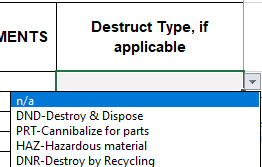 MENTS
Destruct Type, if
applicable
n/a
DND-Destroy & Dispose
PRT-Cannibalize for parts
HAZ-Hazardous material
DNR-Destroy by Recycling